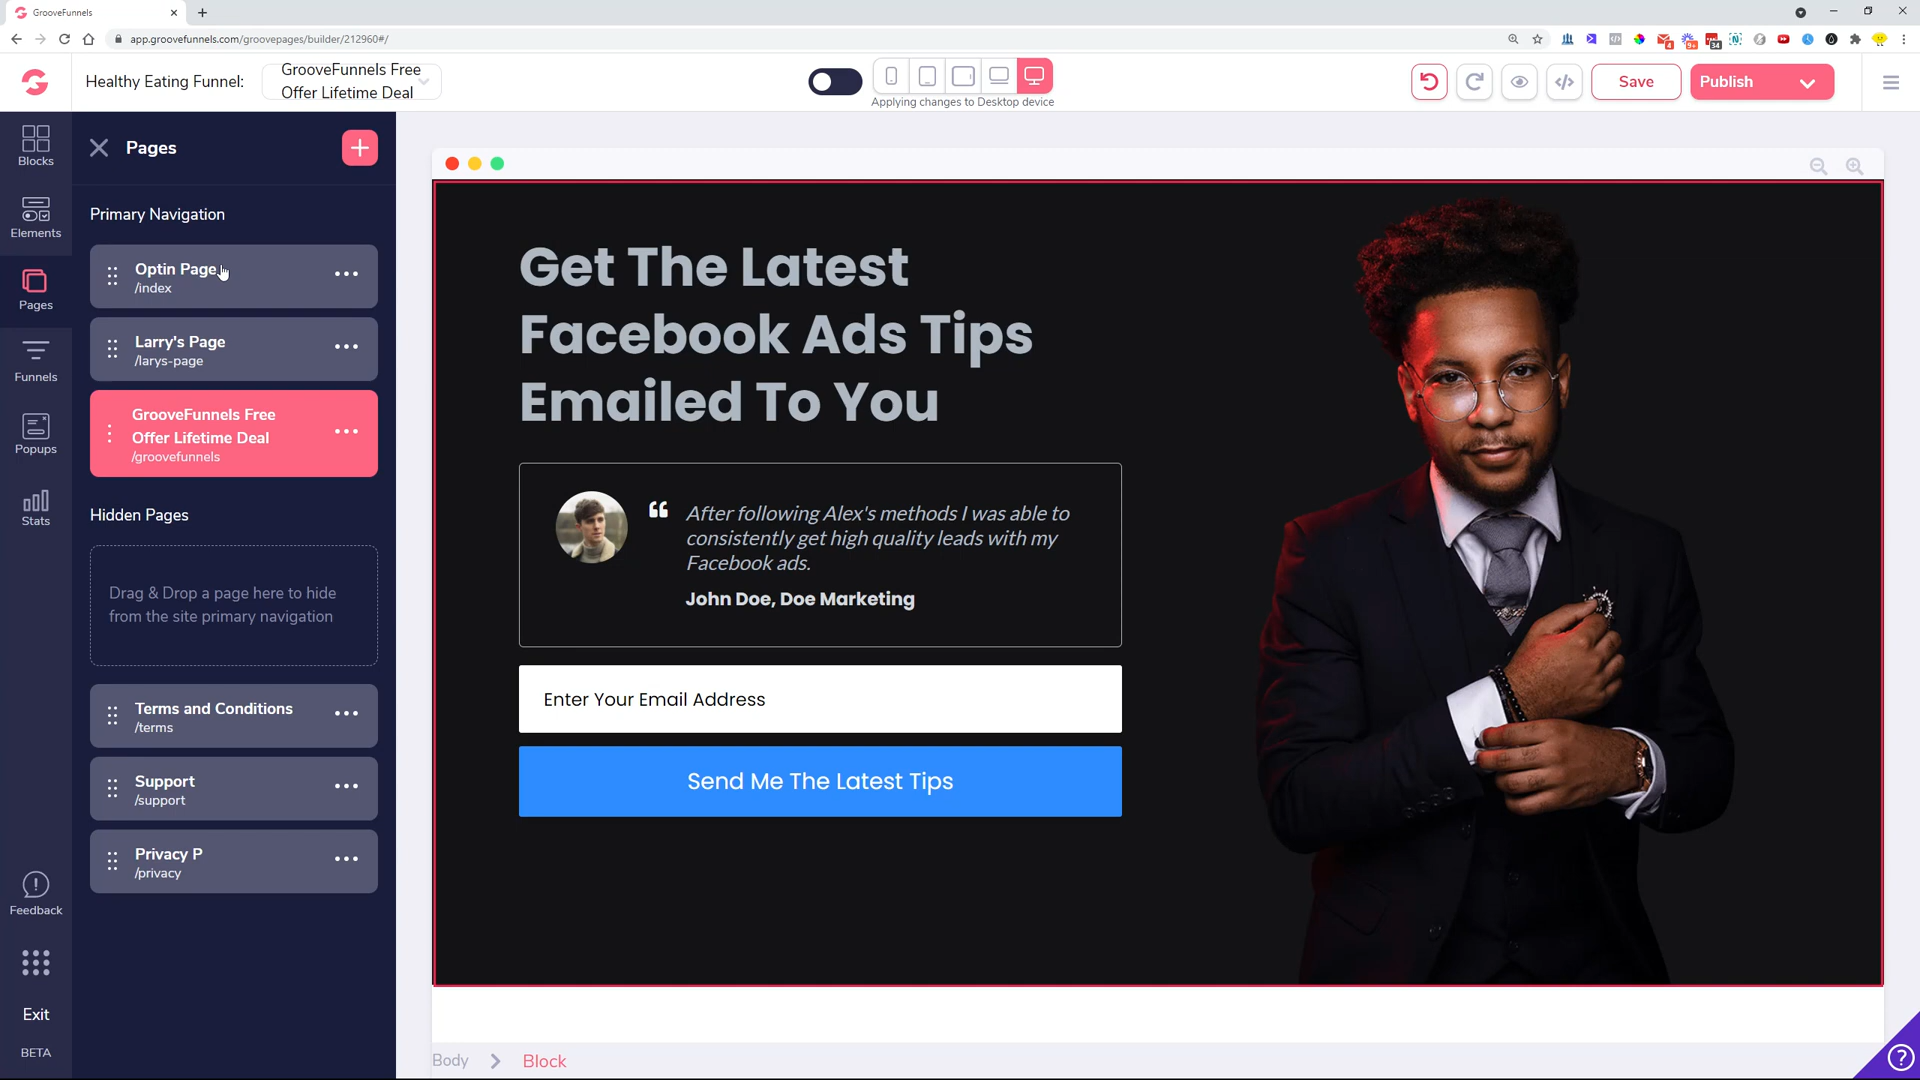 GrooveFunnels
app.groovefunnels.com/groovepages/builder/212960#/
4
9+
34
Healthy Eating Funnel:
GrooveFunnels Free
Offer Lifetime Deal
Applying changes to Desktop device
Save
Publish
Blocks
Elements
Pages
Funnels
Popups
Stats
Feedback
Exit
BETA
Pages
Primary Navigation
Optin Page
/index
Larry's Page
/larys-page
GrooveFunnels Free
Offer Lifetime Deal
/groovefunnels
Hidden Pages
Drag & Drop a page here to hide
from the site primary navigation
Terms and Conditions
/terms
Support
/support
Privacy P
/privacy
Get The Latest
Facebook Ads Tips
Emailed To You
“ After following Alex's methods I was able to
consistently get high quality leads with my
Facebook ads.
John Doe, Doe Marketing
Enter Your Email Address
Send Me The Latest Tips
Body > Block